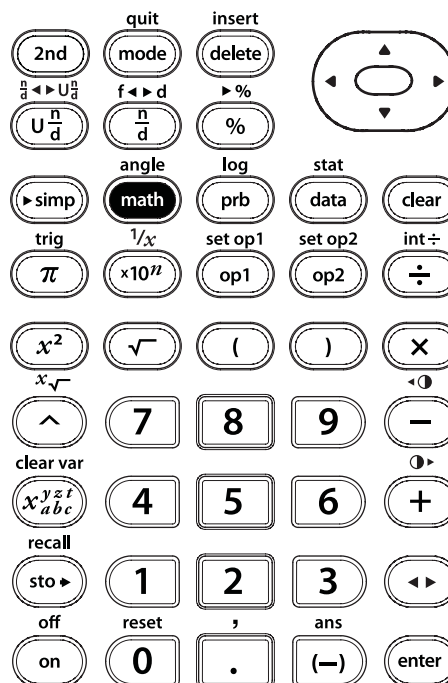 quit insert
2nd mode delete
n/d ◄► U n/d f◄►d ►%
U n/d n/d %
angle log stat
►simp math prb data clear
trig 1/x set op1 set op2 int÷
π ×10ⁿ op1 op2 ÷
x² √ ( ) ×
ˣ√ ◄◑
^ 7 8 9 −
clear var ◑►
x y z t a b c 4 5 6 +
recall
sto► 1 2 3 ◄►
off reset , ans
on 0 . (−) enter